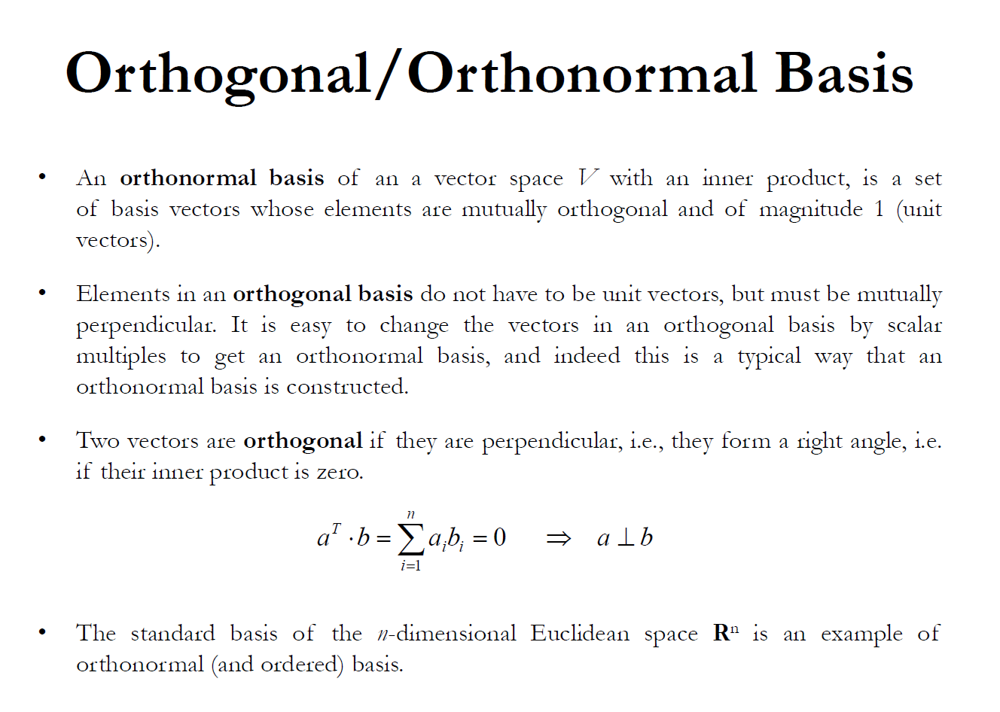 Orthogonal/Orthonormal Basis
• An orthonormal basis of an a vector space V with an inner product, is a set
of basis vectors whose elements are mutually orthogonal and of magnitude 1 (unit
vectors).
• Elements in an orthogonal basis do not have to be unit vectors, but must be mutually
perpendicular. It is easy to change the vectors in an orthogonal basis by scalar
multiples to get an orthonormal basis, and indeed this is a typical way that an
orthonormal basis is constructed.
• Two vectors are orthogonal if they are perpendicular, i.e., they form a right angle, i.e.
if their inner product is zero.
a^T · b = ∑_{i=1}^{n} a_i b_i = 0 ⇒ a ⊥ b
• The standard basis of the n-dimensional Euclidean space Rⁿ is an example of
orthonormal (and ordered) basis.